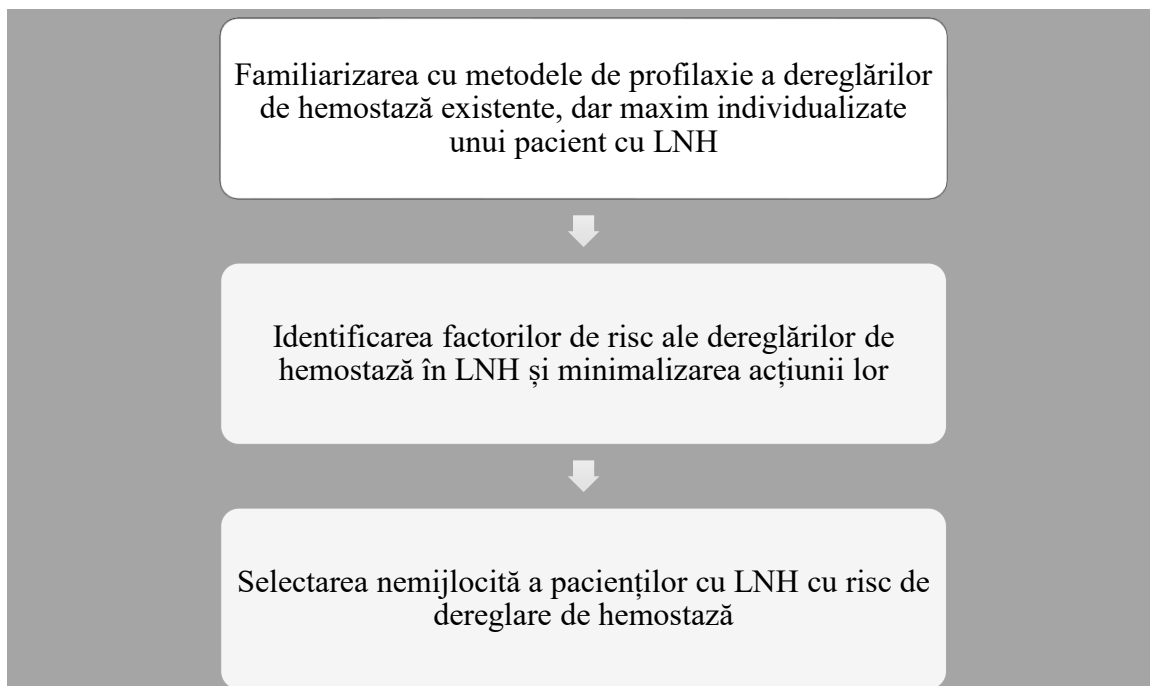 Familiarizarea cu metodele de profilaxie a dereglărilor
de hemostază existente, dar maxim individualizate
unui pacient cu LNH
Identificarea factorilor de risc ale dereglărilor de
hemostază în LNH și minimalizarea acțiunii lor
Selectarea nemijlocită a pacienților cu LNH cu risc de
dereglare de hemostază